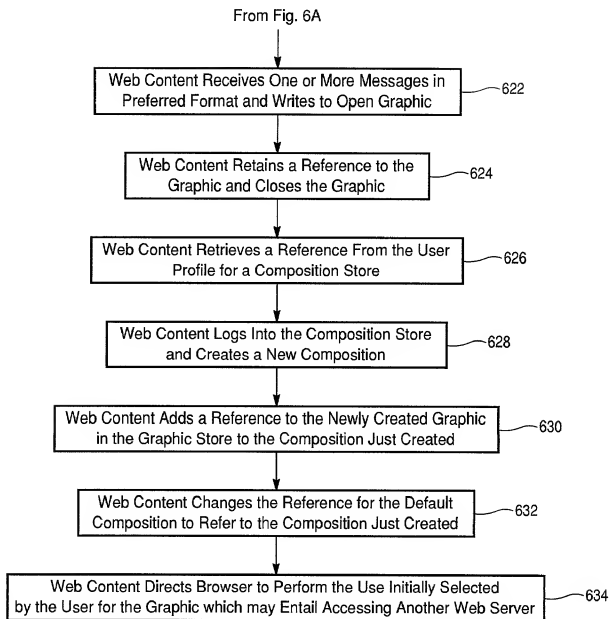 From Fig. 6A
Web Content Receives One or More Messages in
Preferred Format and Writes to Open Graphic
622
Web Content Retains a Reference to the
Graphic and Closes the Graphic
624
Web Content Retrieves a Reference From the User
Profile for a Composition Store
626
Web Content Logs Into the Composition Store
and Creates a New Composition
628
Web Content Adds a Reference to the Newly Created Graphic
in the Graphic Store to the Composition Just Created
630
Web Content Changes the Reference for the Default
Composition to Refer to the Composition Just Created
632
Web Content Directs Browser to Perform the Use Initially Selected
by the User for the Graphic which may Entail Accessing Another Web Server
634